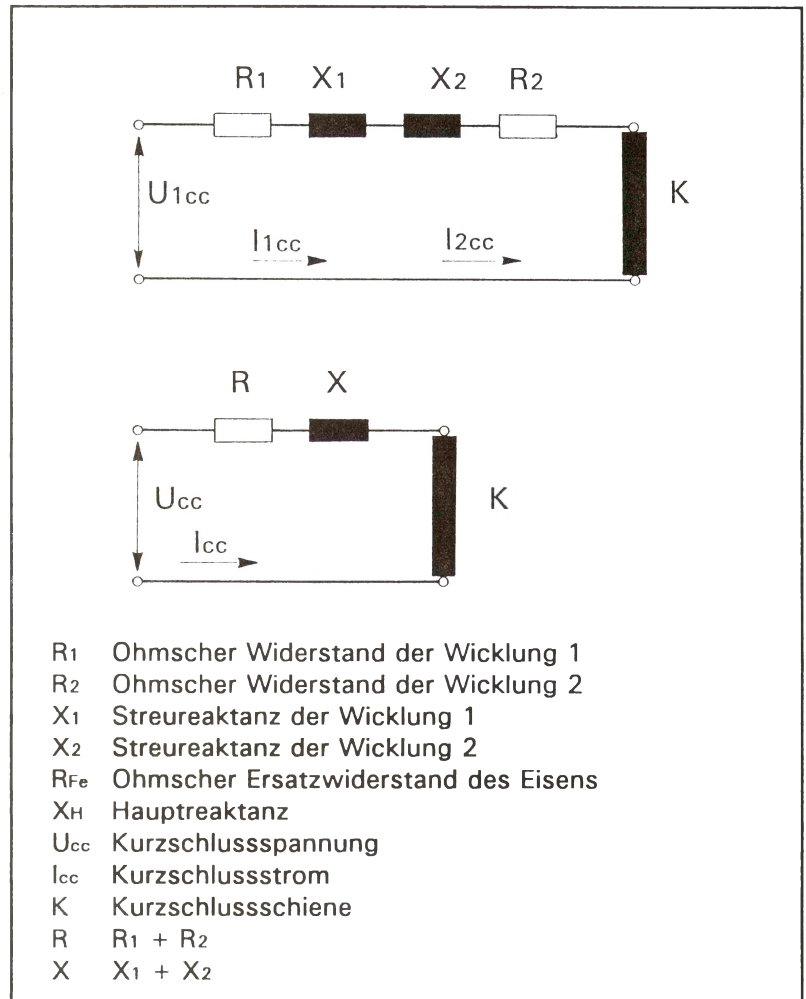 R1 X1 X2 R2
U1cc K
I1cc I2cc
R X
Ucc K
Icc
R1 Ohmscher Widerstand der Wicklung 1
R2 Ohmscher Widerstand der Wicklung 2
X1 Streureaktanz der Wicklung 1
X2 Streureaktanz der Wicklung 2
RFe Ohmscher Ersatzwiderstand des Eisens
XH Hauptreaktanz
Ucc Kurzschlussspannung
Icc Kurzschlussstrom
K Kurzschlussschiene
R R1 + R2
X X1 + X2